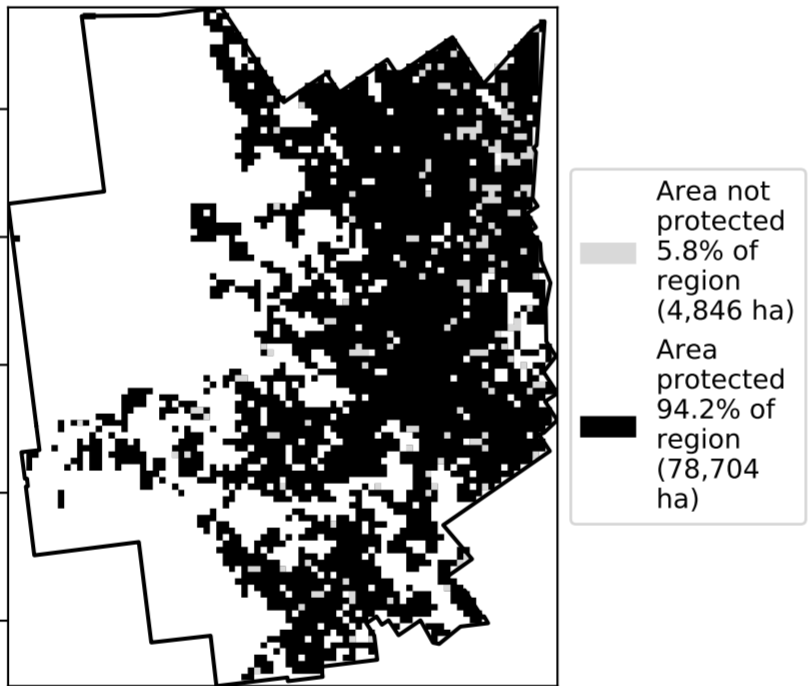 Area not
protected
5.8% of
region
(4,846 ha)
Area
protected
94.2% of
region
(78,704
ha)